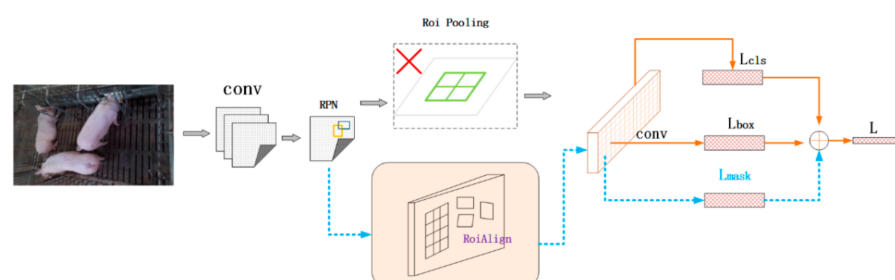 Roi Pooling
conv
RPN
RoiAlign
conv
Lcls
Lbox
Lmask
L